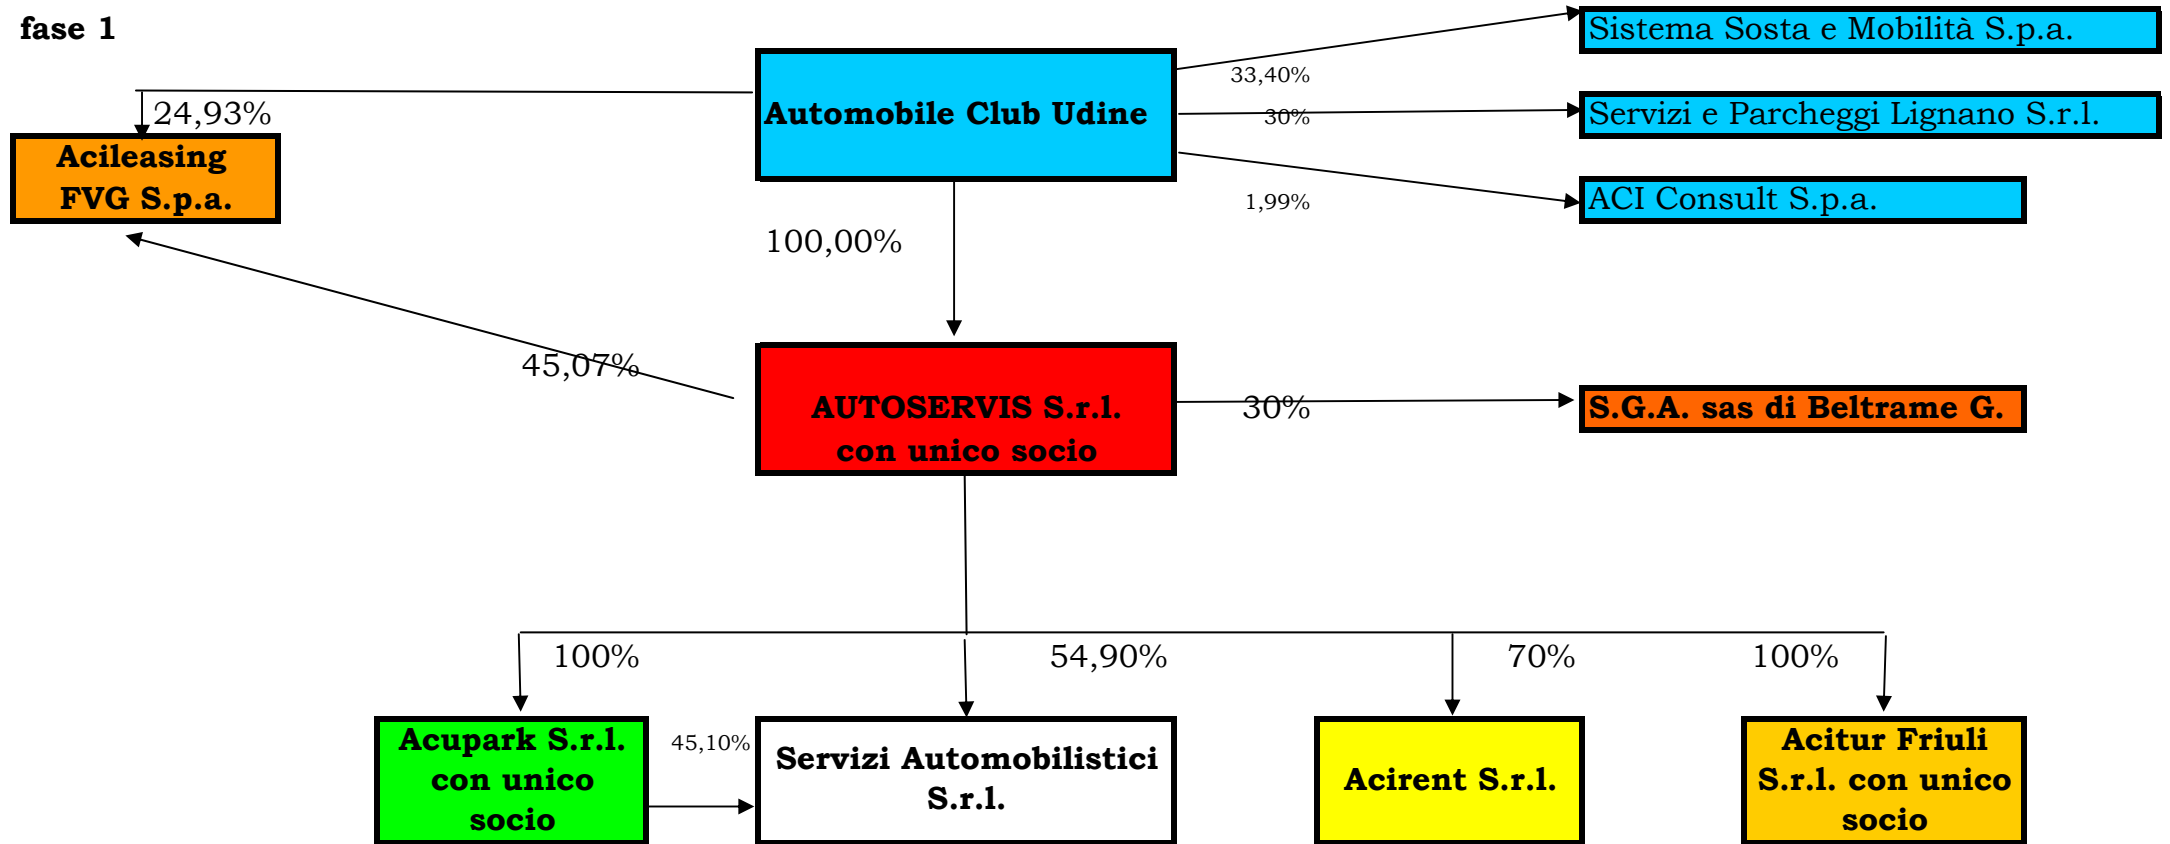 fase 1
Sistema Sosta e Mobilità S.p.a.
33,40%
24,93%
Automobile Club Udine
30%
Servizi e Parcheggi Lignano S.r.l.
Acileasing
FVG S.p.a.
1,99%
ACI Consult S.p.a.
100,00%
45,07%
AUTOSERVIS S.r.l.
con unico socio
30%
S.G.A. sas di Beltrame G.
100%
54,90%
70%
100%
Acupark S.r.l.
con unico
socio
45,10%
Servizi Automobilistici
S.r.l.
Acirent S.r.l.
Acitur Friuli
S.r.l. con unico
socio